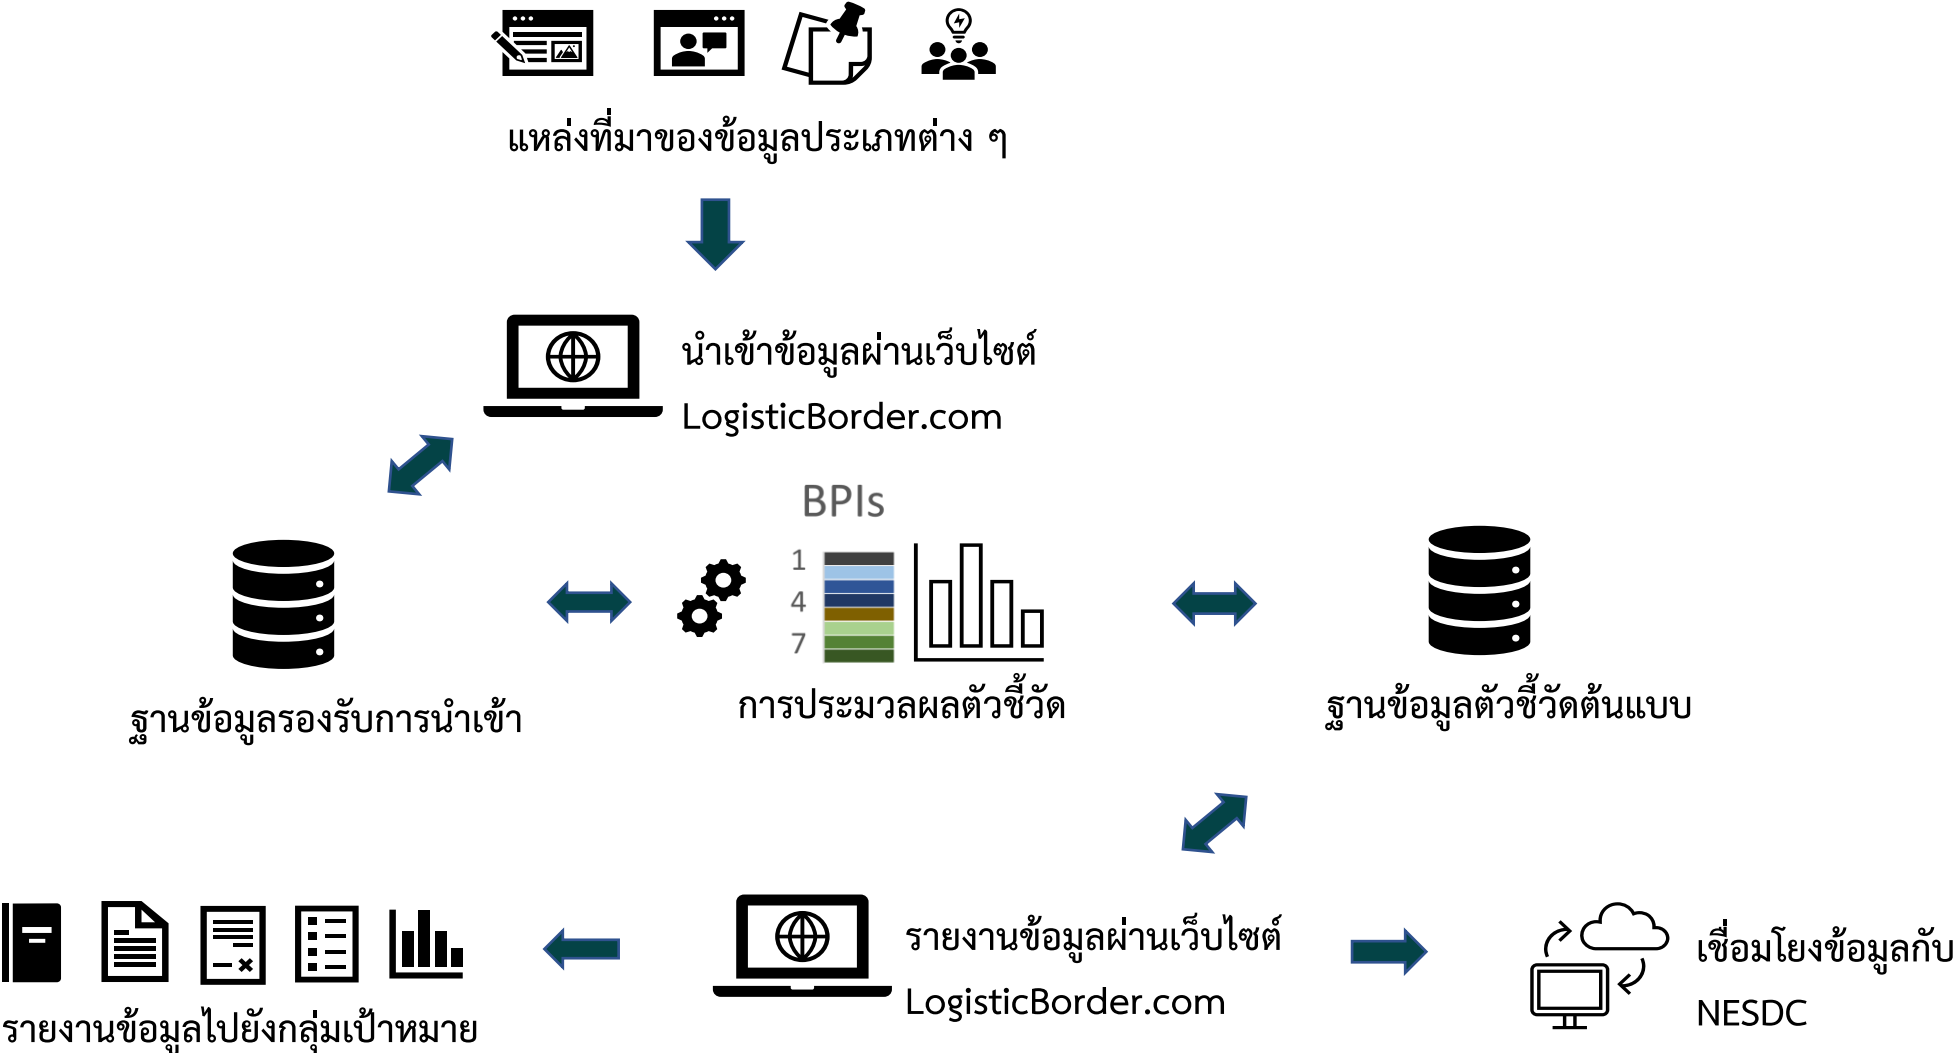 แหล่งที่มาของข้อมูลประเภทต่าง ๆ
นำเข้าข้อมูลผ่านเว็บไซต์
LogisticBorder.com
BPIs
1
4
7
ฐานข้อมูลรองรับการนำเข้า
การประมวลผลตัวชี้วัด
ฐานข้อมูลตัวชี้วัดต้นแบบ
รายงานข้อมูลไปยังกลุ่มเป้าหมาย
รายงานข้อมูลผ่านเว็บไซต์
LogisticBorder.com
เชื่อมโยงข้อมูลกับ
NESDC